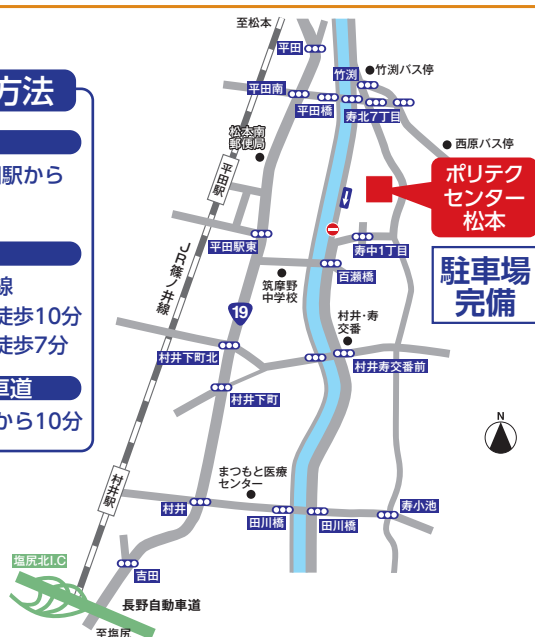 方法
駅から
線
徒歩10分
徒歩7分
車道
から10分
至松本
平田
竹渕
竹渕バス停
平田南
平田橋
寿北7丁目
松本南
郵便局
西原バス停
平田駅
ポリテク
センター
松本
平田駅東
寿中1丁目
百瀬橋
JR篠ノ井線
筑摩野
中学校
駐車場
完備
19
村井・寿
交番
村井下町北
村井寿交番前
村井下町
N
まつもと医療
センター
村井駅
村井
田川橋
田川橋
寿小池
塩尻北I.C
吉田
長野自動車道
至塩尻